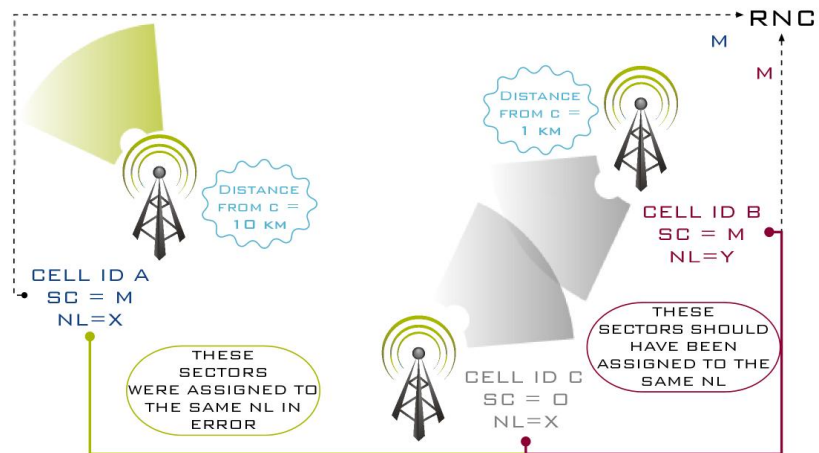 RNC
M
M
DISTANCE
FROM C =
1 KM
DISTANCE
FROM C =
10 KM
CELL ID B
SC = M
NL=Y
CELL ID A
SC = M
NL=X
THESE
SECTORS SHOULD
HAVE BEEN
ASSIGNED TO THE
SAME NL
THESE
SECTORS
WERE ASSIGNED TO
THE SAME NL IN
ERROR
CELL ID C
SC = O
NL=X